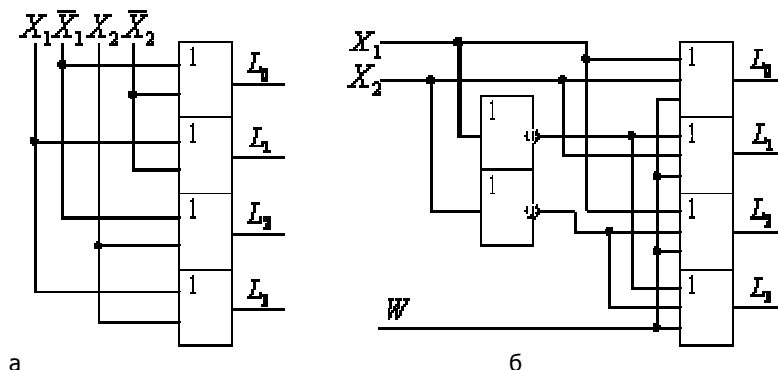 X₁ X̅₁ X₂ X̅₂
1 L₀
1 L₁
1 L₂
1 L₃
а
X₁
X₂
1
1
W
1 L₀
1 L₁
1 L₂
1 L₃
б